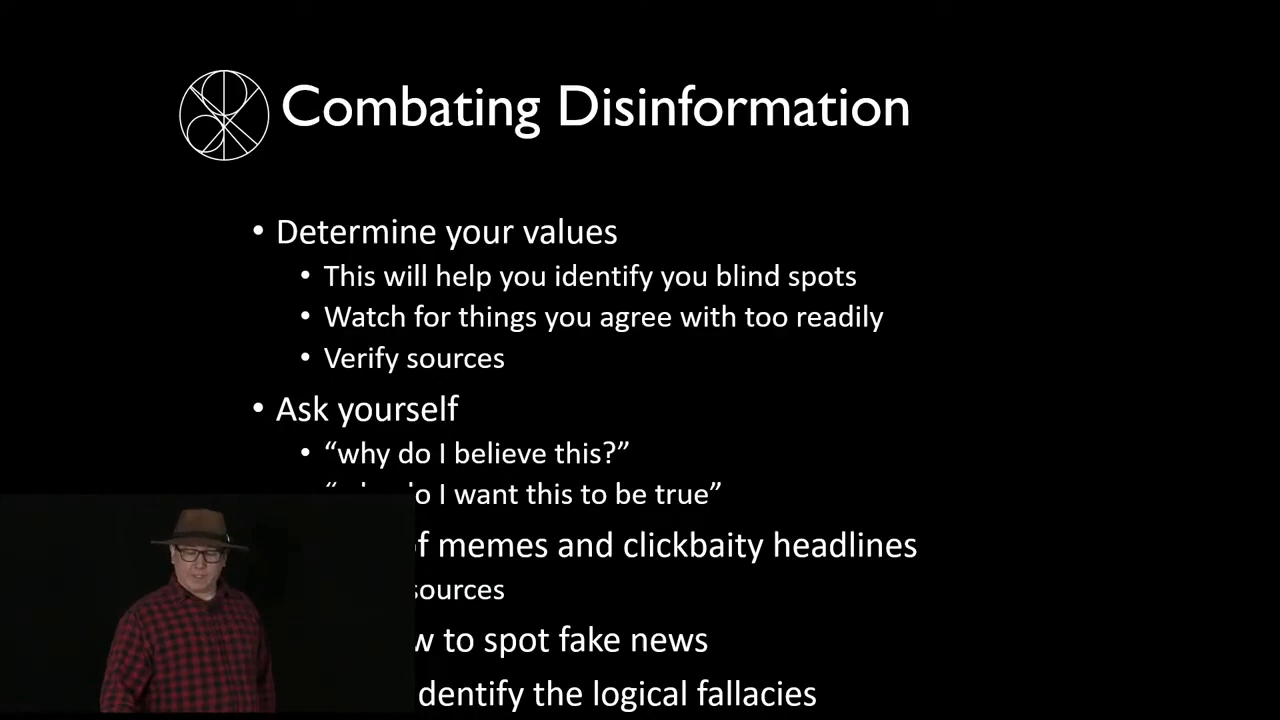 Combating Disinformation
• Determine your values
• This will help you identify you blind spots
• Watch for things you agree with too readily
• Verify sources
• Ask yourself
• “why do I believe this?”
do I want this to be true”
of memes and clickbaity headlines
sources
to spot fake news
the logical fallacies